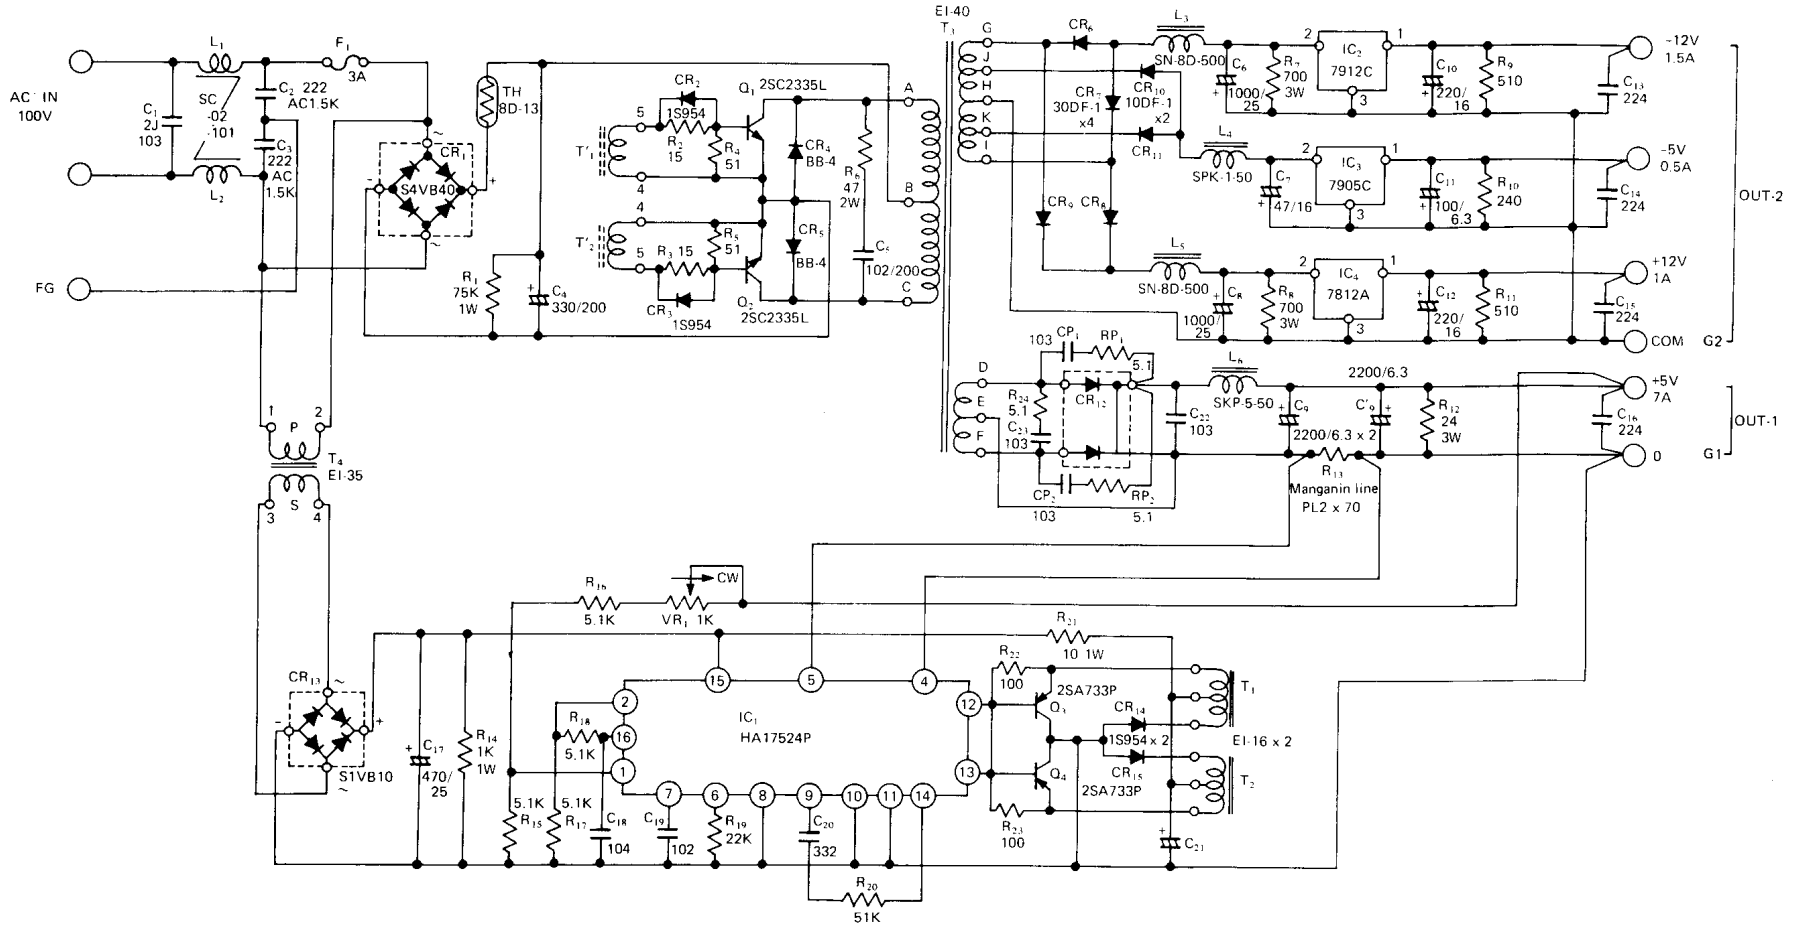 AC IN
100V
FG
L₁
C₁
2J
103
SC
-02
-101
L₂
C₂ 222
AC1.5K
C₃
222
AC
1.5K
F₁
3A
CR₁
S4VB40
~
~
-
+
TH
8D-13
R₁
75K
1W
+
C₄
330/200
T'₁
5
4
CR₂
1S954
R₂
15
R₄
51
Q₁
2SC2335L
T'₂
4
5
R₃ 15
R₅
51
CR₃
1S954
Q₂
2SC2335L
CR₄
BB-4
CR₅
BB-4
R₆
47
2W
C₅
102/200
A
B
C
EI-40
T₃
G
J
H
K
I
D
E
F
CR₆
CR₇
30DF-1
x4
CR₁₀
10DF-1
x2
CR₁₁
CR₉
CR₈
L₃
SN-8D-500
L₄
SPK-1-50
L₅
SN-8D-500
C₆
+
1000/
25
R₇
700
3W
2
IC₂
7912C
1
3
C₁₀
+
220/
16
R₉
510
C₁₃
224
-12V
1.5A
C₇
+
47/16
2
IC₃
7905C
1
3
C₁₁
+
100/
6.3
R₁₀
240
C₁₄
224
-5V
0.5A
OUT-2
C₈
+
1000/
25
R₈
700
3W
2
IC₄
7812A
1
3
C₁₂
+
220/
16
R₁₁
510
C₁₅
224
+12V
1A
COM
G2
103
CP₁
RP₁
5.1
R₂₄
5.1
C₂₃
103
CR₁₂
C₂₂
103
CP₂
103
RP₂
5.1
L₆
SKP-5-50
2200/6.3
C₉
+
C'₉
+
2200/6.3 x 2
R₁₂
24
3W
C₁₆
224
+5V
7A
0
G1
OUT-1
R₁₃
Manganin line
PL2 x 70
1
P
2
T₄
EI-35
3
S
4
R₁₆
5.1K
CW
VR₁ 1K
CR₁₃
~
-
+
S1VB10
~
+
C₁₇
470/
25
R₁₄
1K
1W
5.1K
R₁₅
5.1K
R₁₇
R₁₈
5.1K
C₁₈
104
2
16
1
15
5
4
IC₁
HA17524P
12
13
7
6
8
9
10
11
14
C₁₉
102
R₁₉
22K
C₂₀
332
R₂₀
51K
R₂₁
10 1W
R₂₂
100
2SA733P
Q₃
Q₄
2SA733P
R₂₃
100
CR₁₄
1S954 x 2
CR₁₅
T₁
EI-16 x 2
T₂
+
C₂₁